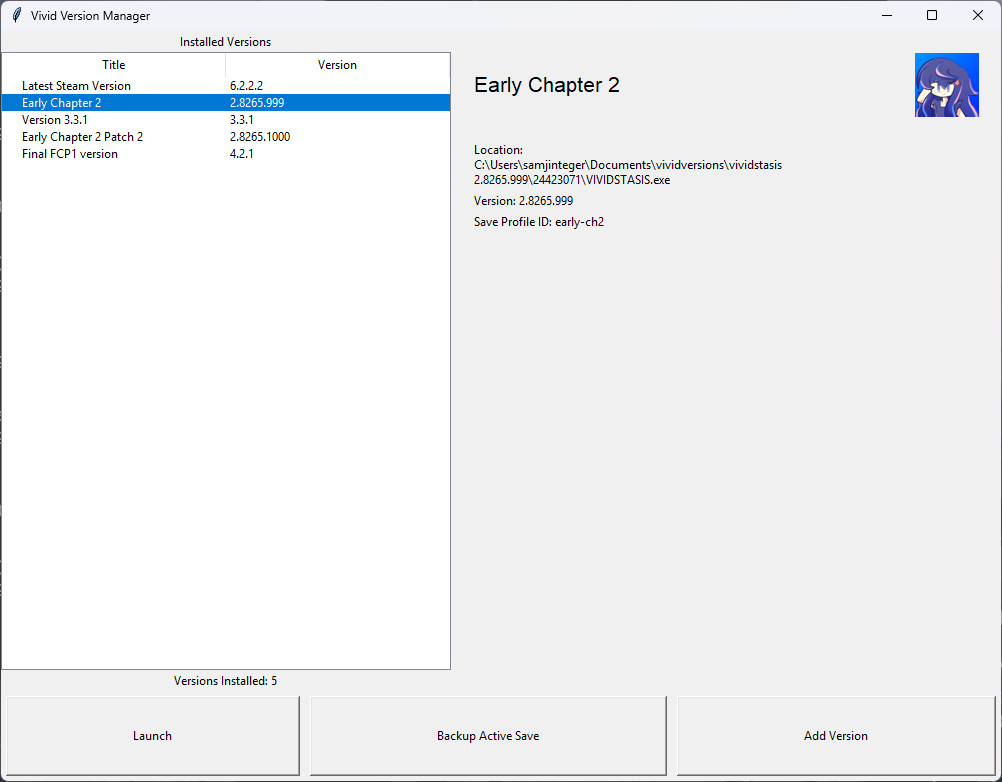 Vivid Version Manager
Installed Versions
Title Version
Latest Steam Version 6.2.2.2
Early Chapter 2 2.8265.999
Version 3.3.1 3.3.1
Early Chapter 2 Patch 2 2.8265.1000
Final FCP1 version 4.2.1
Versions Installed: 5
Early Chapter 2
Location:
C:\Users\samjinteger\Documents\vividversions\vividstasis
2.8265.999\24423071\VIVIDSTASIS.exe
Version: 2.8265.999
Save Profile ID: early-ch2
Launch
Backup Active Save
Add Version